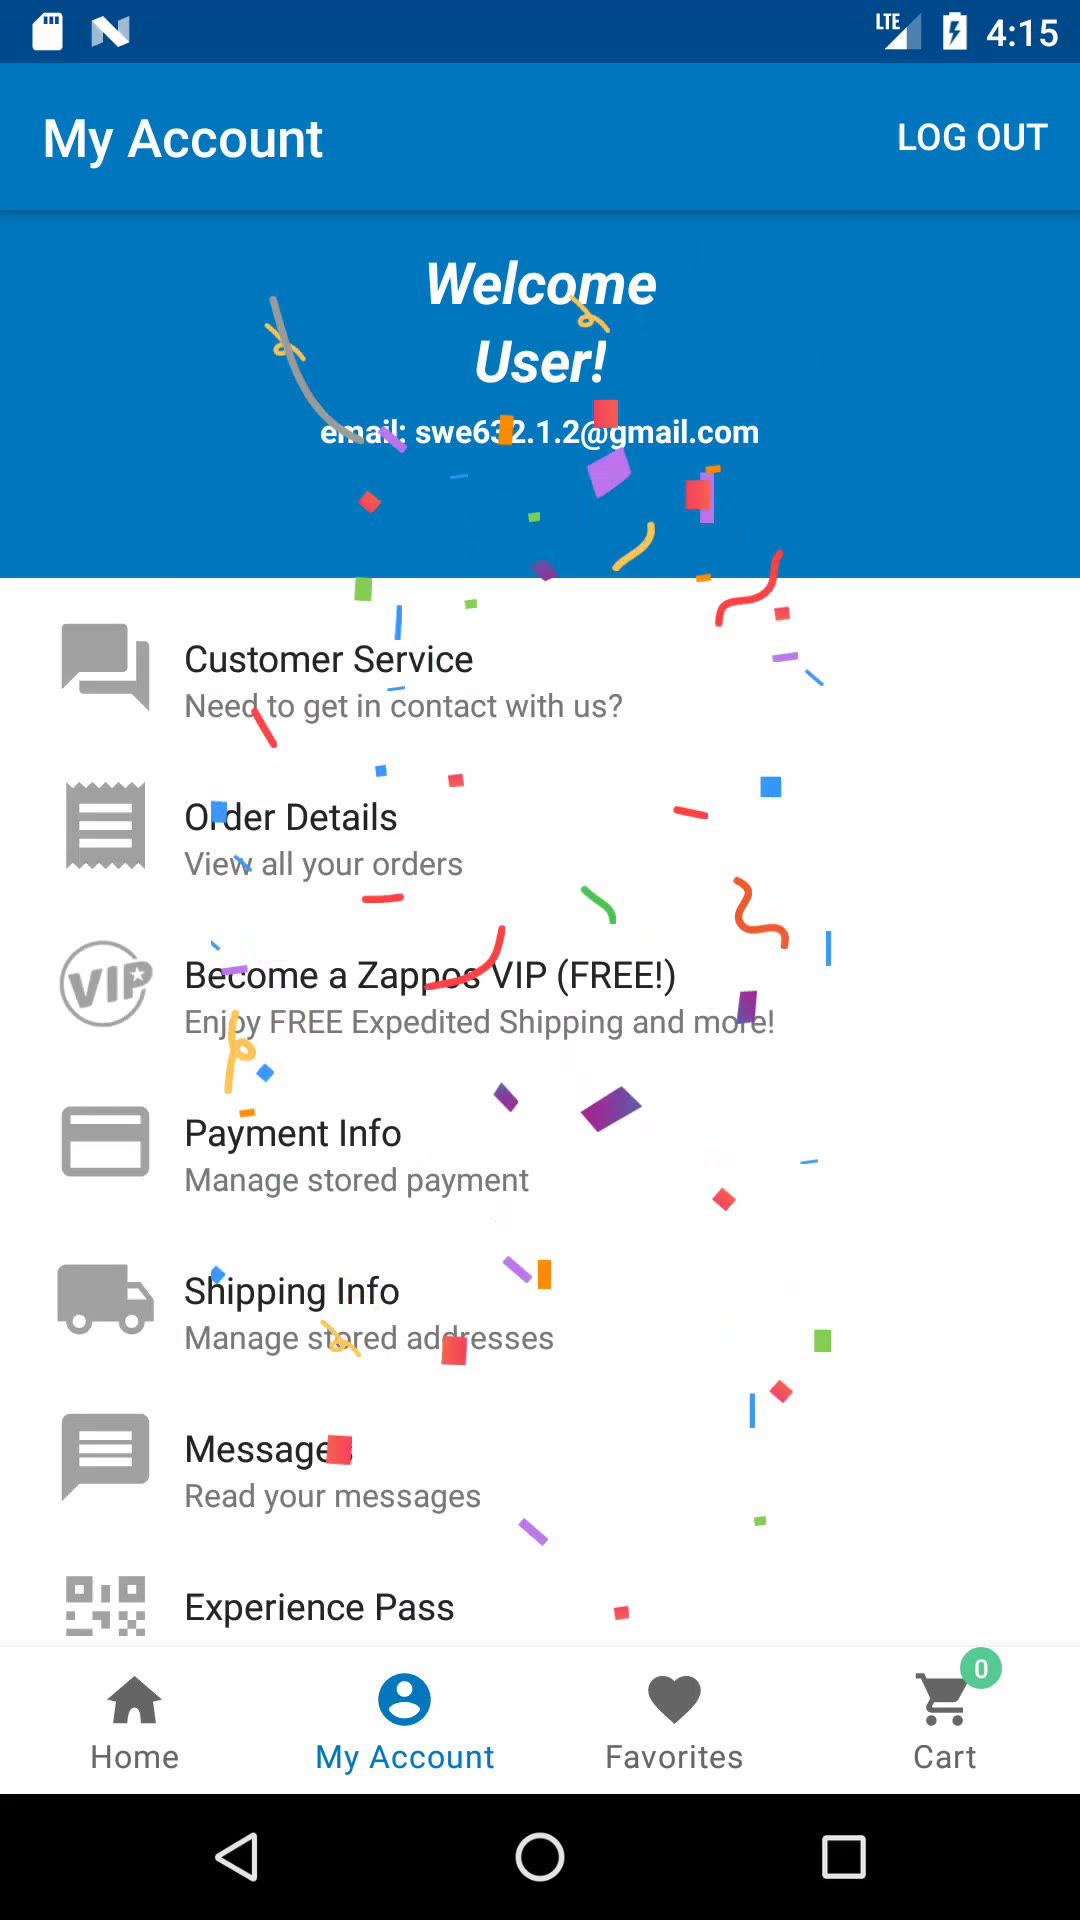 LTE 4:15
My Account LOG OUT
Welcome
User!
email: swe632.1.2@gmail.com
Customer Service
Need to get in contact with us?
Order Details
View all your orders
VIP
Become a Zappos VIP (FREE!)
Enjoy FREE Expedited Shipping and more!
Payment Info
Manage stored payment
Shipping Info
Manage stored addresses
Messages
Read your messages
Experience Pass
0
Home My Account Favorites Cart